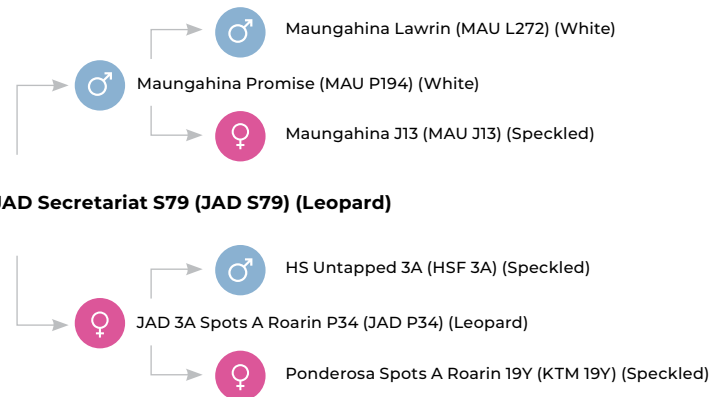 Maungahina Lawrin (MAU L272) (White)
Maungahina Promise (MAU P194) (White)
Maungahina J13 (MAU J13) (Speckled)
JAD Secretariat S79 (JAD S79) (Leopard)
HS Untapped 3A (HSF 3A) (Speckled)
JAD 3A Spots A Roarin P34 (JAD P34) (Leopard)
Ponderosa Spots A Roarin 19Y (KTM 19Y) (Speckled)